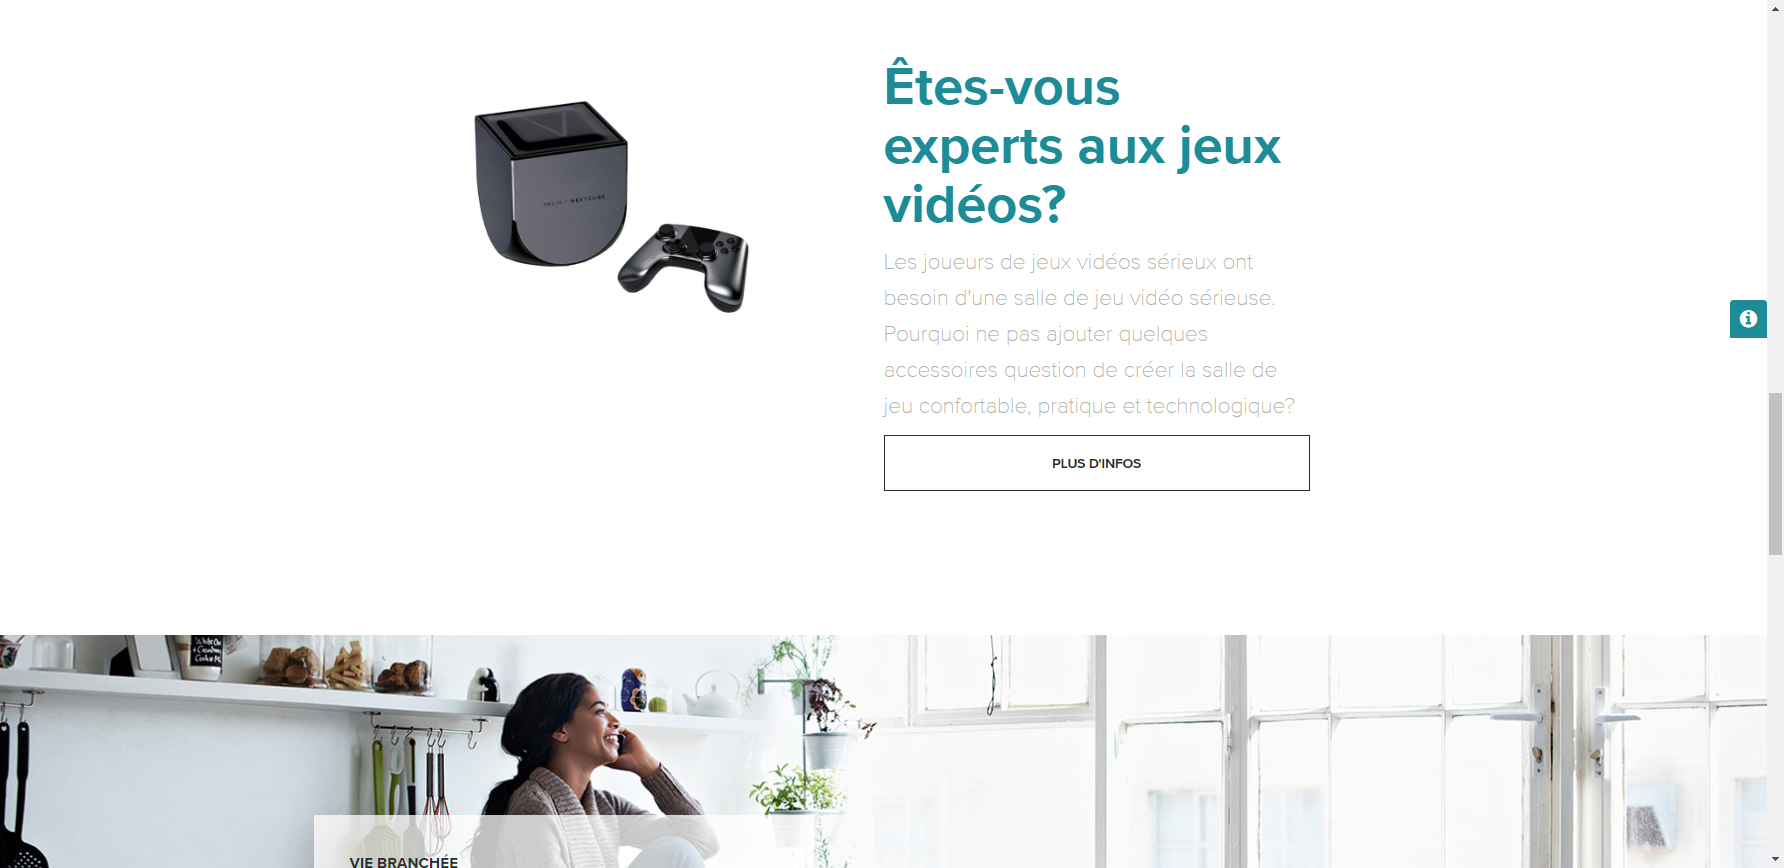 Êtes-vous
experts aux jeux
vidéos?
Les joueurs de jeux vidéos sérieux ont
besoin d'une salle de jeu vidéo sérieuse.
Pourquoi ne pas ajouter quelques
accessoires question de créer la salle de
jeu confortable, pratique et technologique?
PLUS D'INFOS
HELIX NEXTCUBE
VIE BRANCHÉE